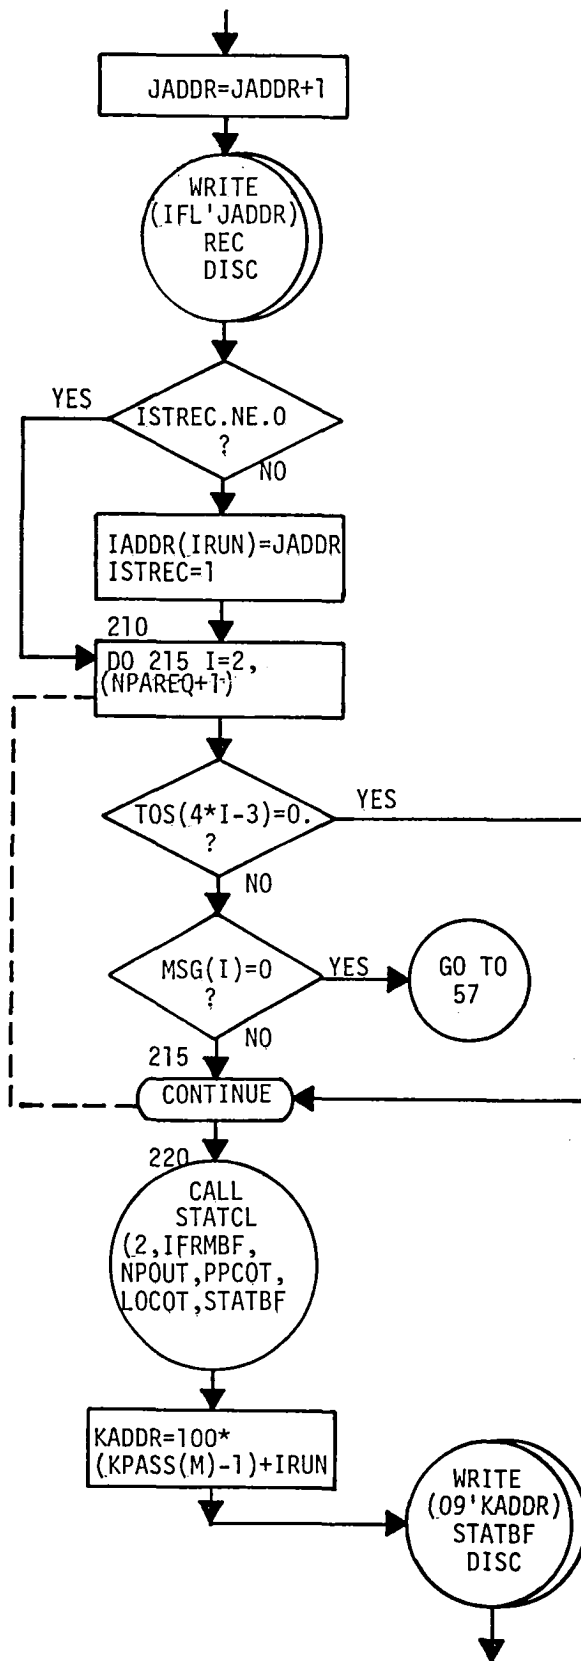 JADDR=JADDR+1
WRITE
(IFL'JADDR)
REC
DISC
YES
ISTREC.NE.0
?
NO
IADDR(IRUN)=JADDR
ISTREC=1
210
DO 215 I=2,
(NPAREQ+1)
TOS(4*I-3)=0.
?
YES
NO
MSG(I)=0
?
YES
GO TO
57
NO
215
CONTINUE
220
CALL
STATCL
(2,IFRMBF,
NPOUT,PPCOT,
LOCOT,STATBF
KADDR=100*
(KPASS(M)-1)+IRUN
WRITE
(09'KADDR)
STATBF
DISC